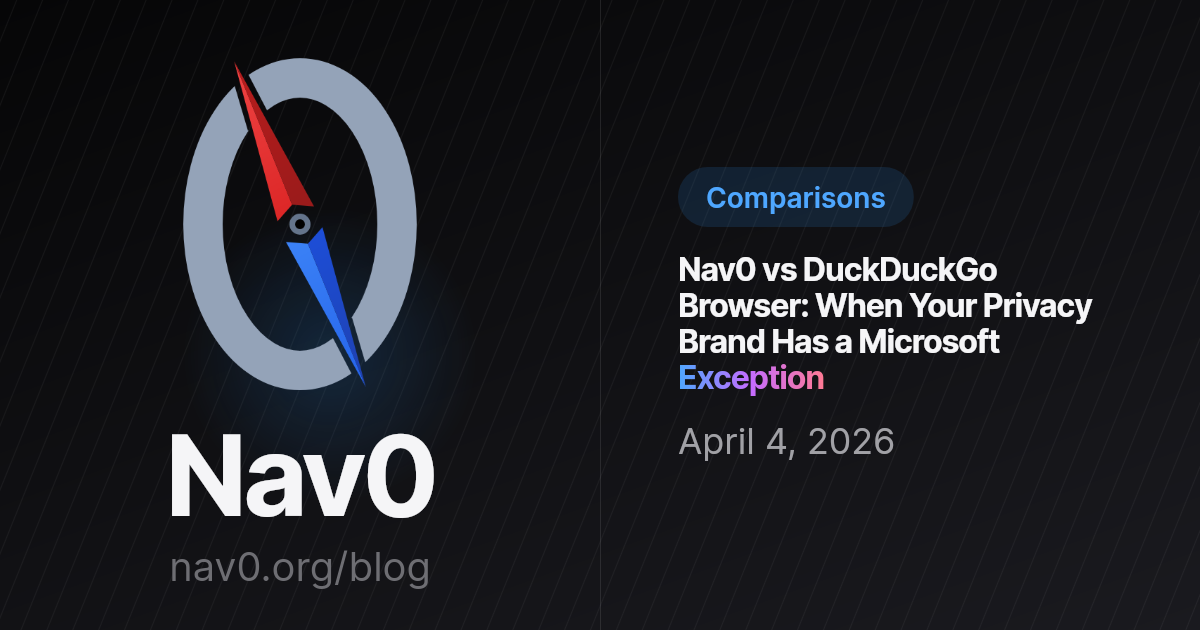 Nav0
nav0.org/blog
Comparisons
Nav0 vs DuckDuckGo
Browser: When Your Privacy
Brand Has a Microsoft
Exception
April 4, 2026